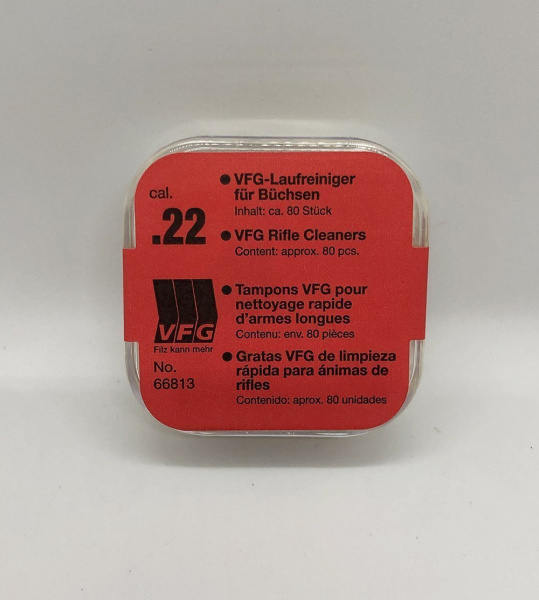 cal.
.22
VFG
Filz kann mehr
No.
66813
● VFG-Laufreiniger
für Büchsen
Inhalt: ca. 80 Stück
● VFG Rifle Cleaners
Content: approx. 80 pcs.
● Tampons VFG pour
nettoyage rapide
d'armes longues
Contenu: env. 80 pièces
● Gratas VFG de limpieza
rápida para ánimas de
rifles
Contenido: aprox. 80 unidades